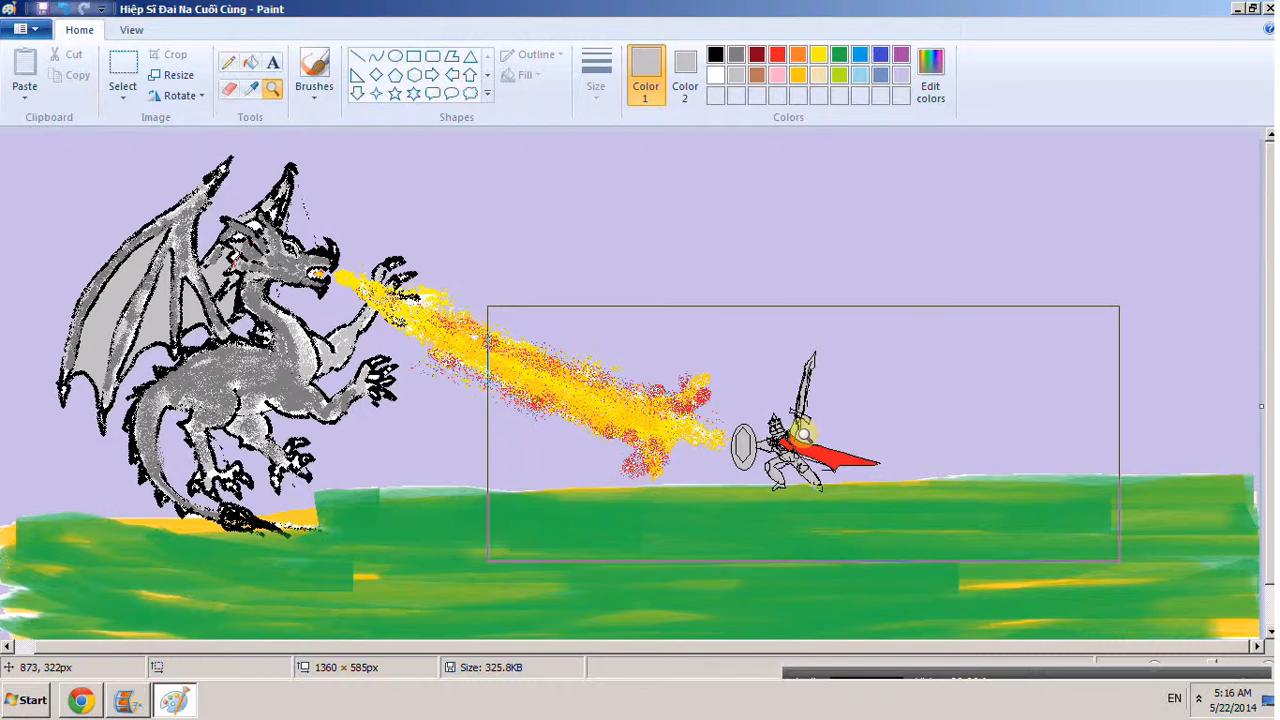 Hiệp Sĩ Đai Na Cuối Cùng - Paint
Home View
Paste
Cut
Copy
Clipboard
Select
Crop
Resize
Rotate
Image
A
Tools
Brushes
Shapes
Outline
Fill
Size
Color 1
Color 2
Edit colors
Colors
873, 322px
1360 × 585px
Size: 325.8KB
Start
EN
5:16 AM
5/22/2014